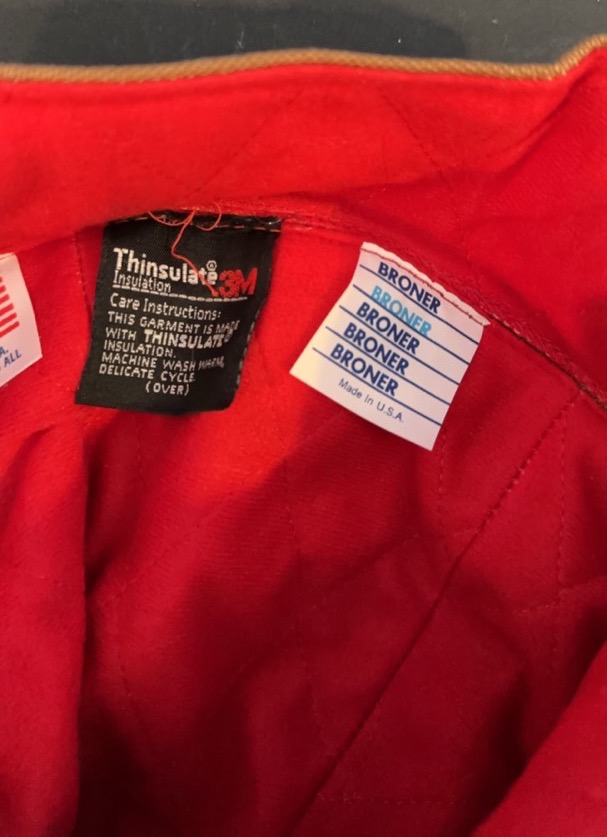 A.
ALL
Thinsulate®
3M
Insulation
Care Instructions:
THIS GARMENT IS MADE
WITH THINSULATE®
INSULATION.
MACHINE WASH WARM,
DELICATE CYCLE.
(OVER)
BRONER
BRONER
BRONER
BRONER
BRONER
Made In U.S.A.